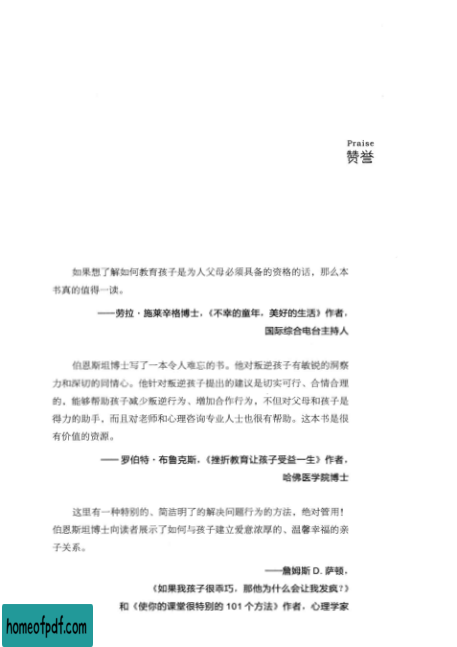 Praise
赞誉
如果想了解如何教育孩子是为人父母必须具备的资格的话，那么本
书真的值得一读。
——劳拉·施莱辛格博士，《不幸的童年，美好的生活》作者，
国际综合电台主持人
伯恩斯坦博士写了一本令人难忘的书。他对叛逆孩子有敏锐的洞察
力和深切的同情心。他针对叛逆孩子提出的建议是切实可行、合情合理
的，能够帮助孩子减少叛逆行为、增加合作行为，不但对父母和孩子是
得力的助手，而且对老师和心理咨询专业人士也很有帮助。这本书是很
有价值的资源。
——罗伯特·布鲁克斯，《挫折教育让孩子受益一生》作者，
哈佛医学院博士
这里有一种特别的、简洁明了的解决问题行为的方法，绝对管用！
伯恩斯坦博士向读者展示了如何与孩子建立爱意浓厚的、温馨幸福的亲
子关系。
——詹姆斯 D. 萨顿，
《如果我孩子很乖巧，那他为什么会让我发疯？》
和《使你的课堂很特别的 101 个方法》作者，心理学家
homeofpdf.com